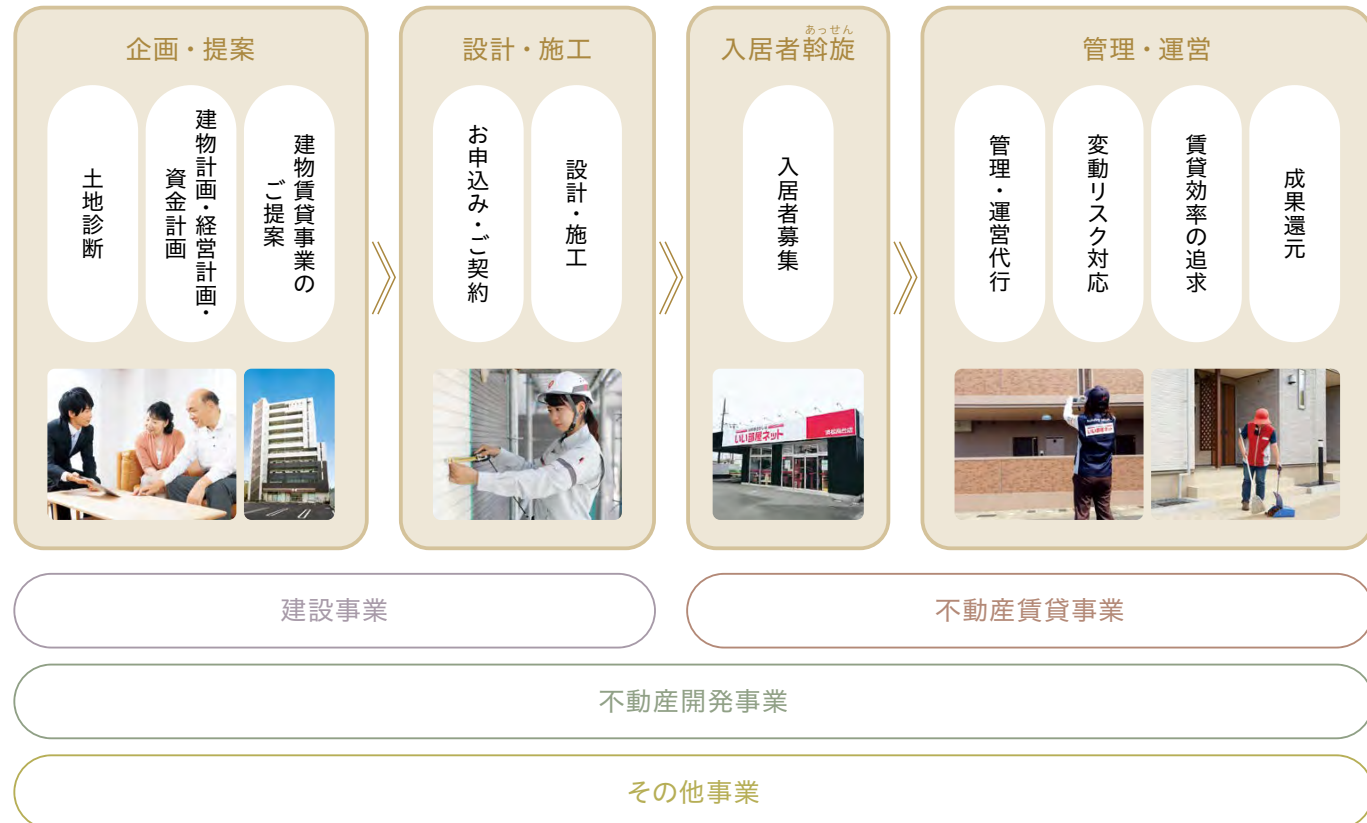 企画・提案
土地診断
建物計画・経営計画・
資金計画
建物賃貸事業の
ご提案
設計・施工
お申込み・ご契約
設計・施工
あっせん
入居者斡旋
入居者募集
いい部屋ネット
管理・運営
管理・運営代行
変動リスク対応
賃貸効率の追求
成果還元
建設事業
不動産賃貸事業
不動産開発事業
その他事業